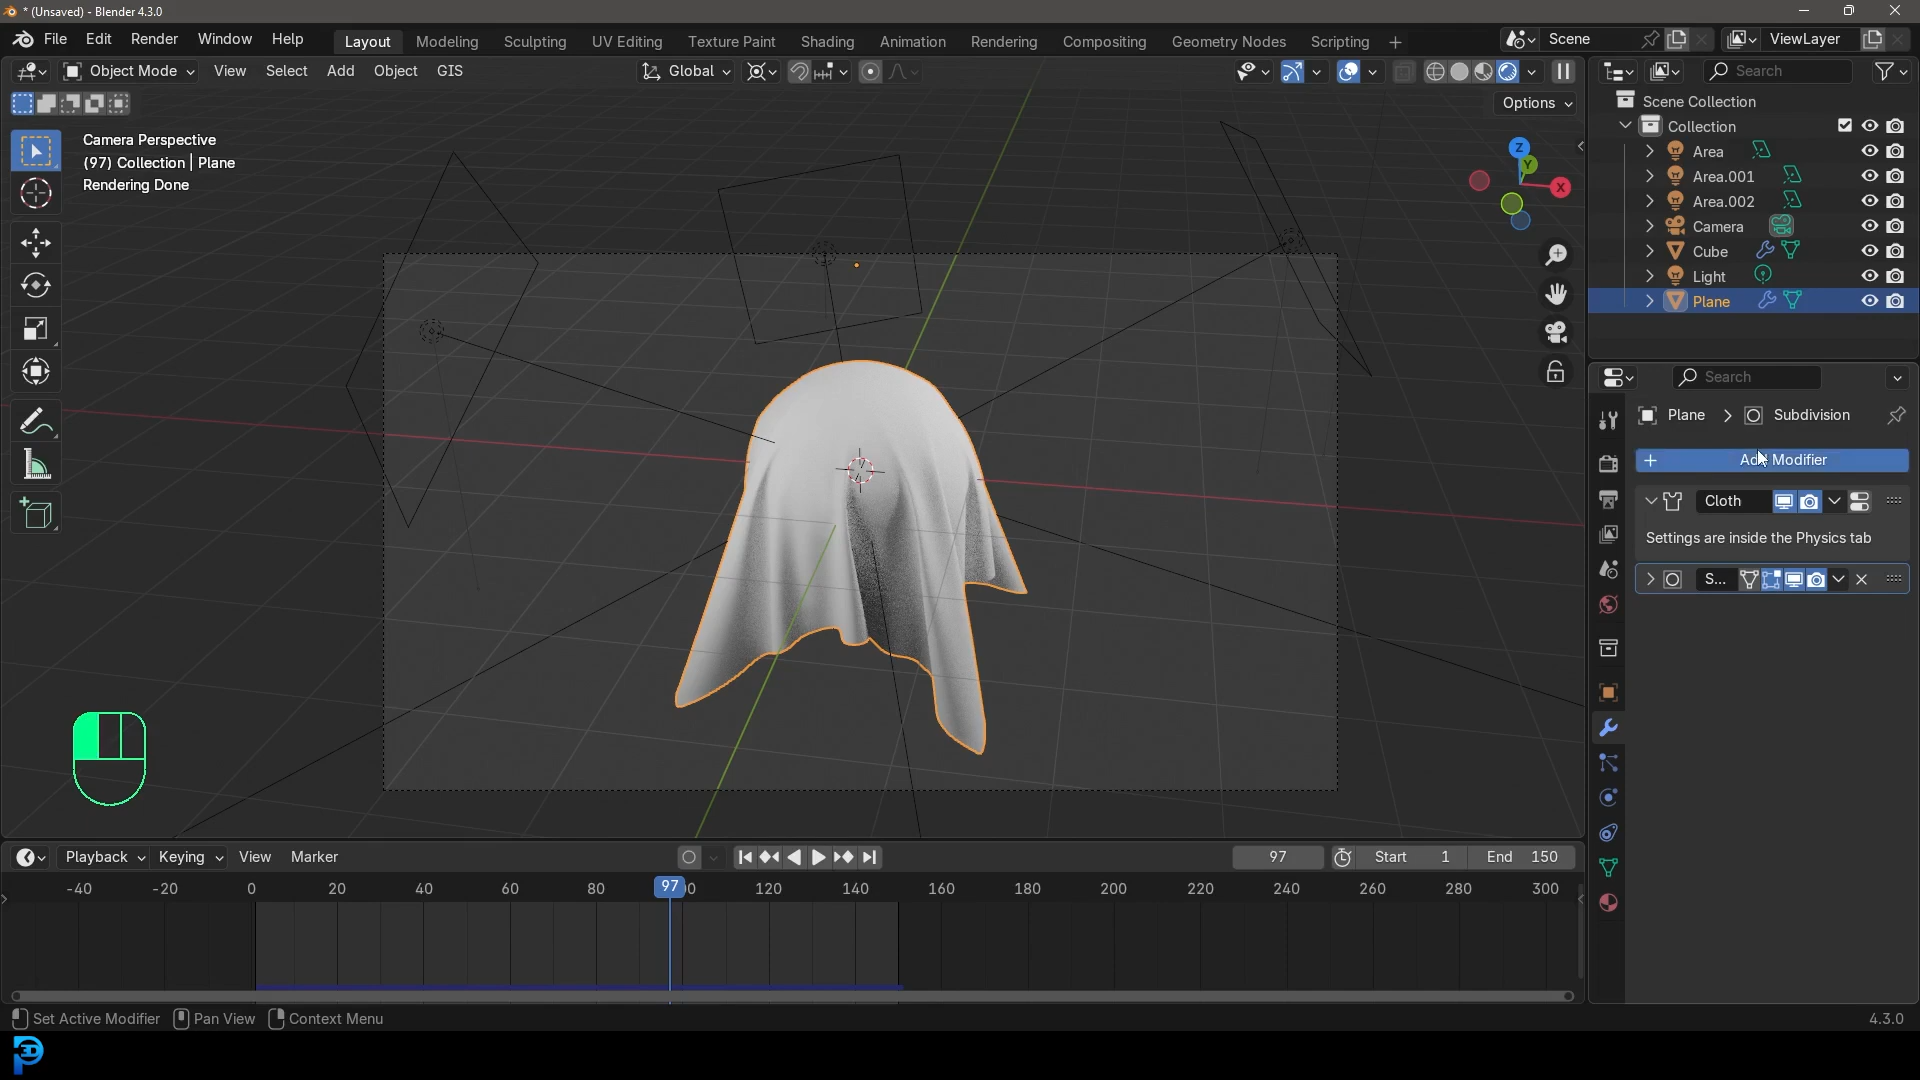 * (Unsaved) - Blender 4.3.0
File Edit Render Window Help Layout Modeling Sculpting UV Editing Texture Paint Shading Animation Rendering Compositing Geometry Nodes Scripting + Scene ViewLayer
Object Mode View Select Add Object GIS Global Search
Options
Camera Perspective
(97) Collection | Plane
Rendering Done
Z
Y
X
Scene Collection
Collection
Area
Area.001
Area.002
Camera
Cube
Light
Plane
Search
Plane > Subdivision
+ Add Modifier
Cloth
Settings are inside the Physics tab
S...
Playback Keying View Marker 97 Start 1 End 150
-40 -20 0 20 40 60 80 97 120 140 160 180 200 220 240 260 280 300
Set Active Modifier Pan View Context Menu 4.3.0
3D